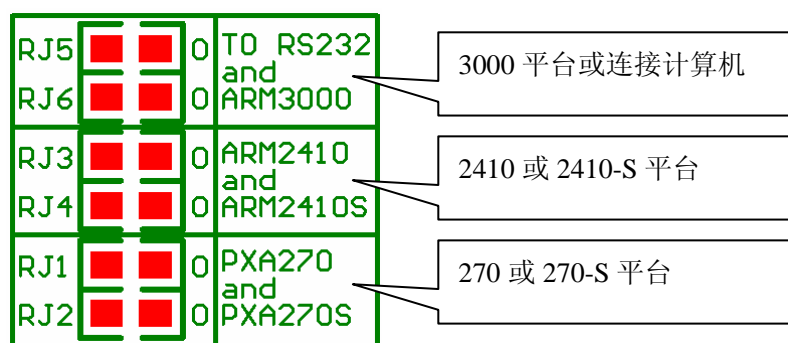 RJ5 0 TO RS232
and
RJ6 0 ARM3000
3000 平台或连接计算机
RJ3 0 ARM2410
and
RJ4 0 ARM2410S
2410 或 2410-S 平台
RJ1 0 PXA270
and
RJ2 0 PXA270S
270 或 270-S 平台